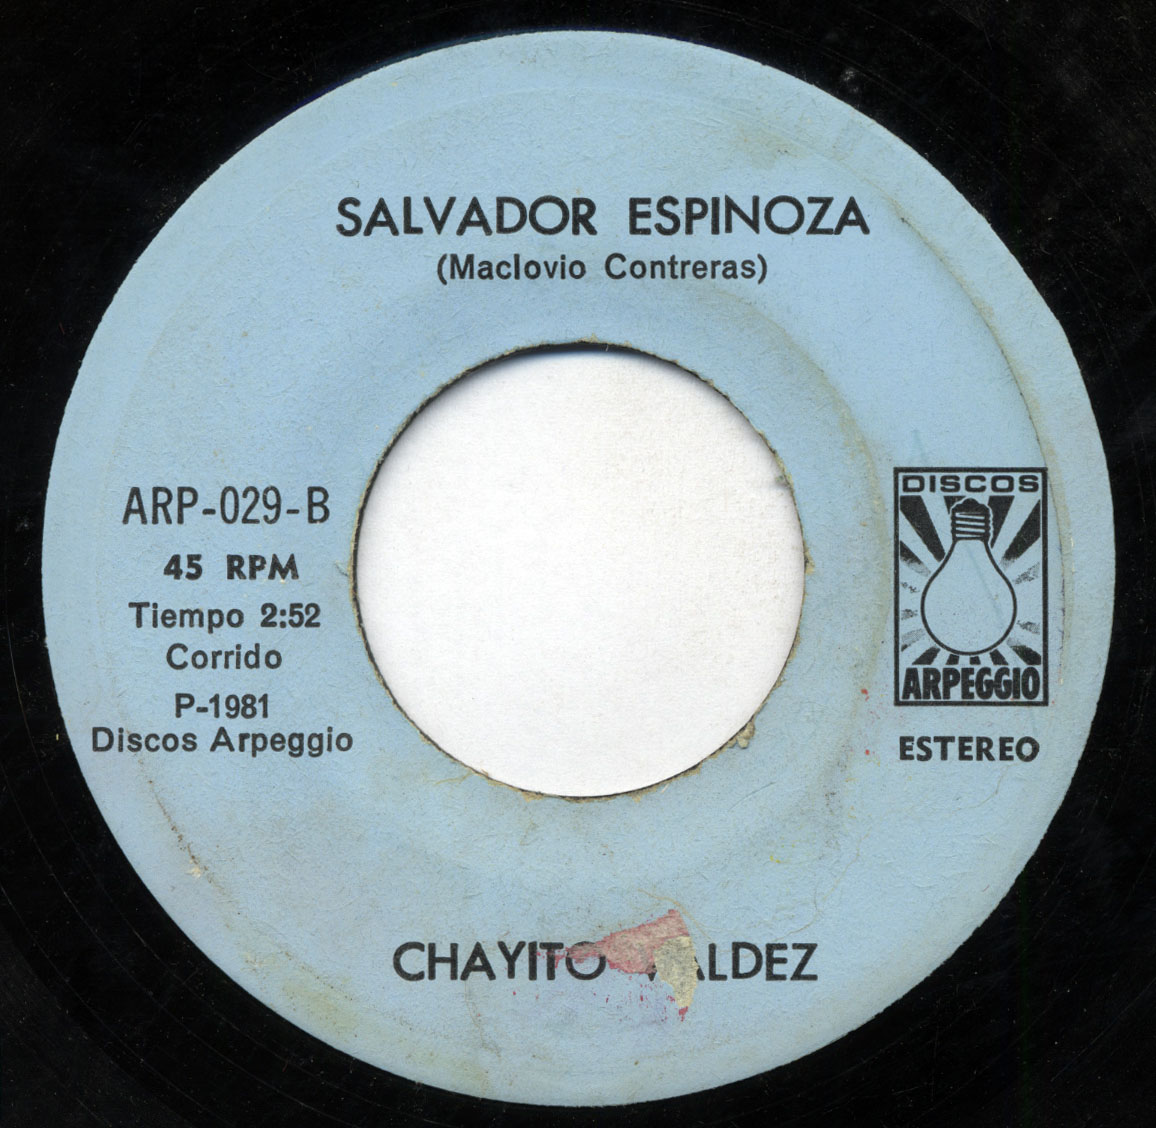 SALVADOR ESPINOZA
(Maclovio Contreras)
ARP-029-B
45 RPM
Tiempo 2:52
Corrido
P-1981
Discos Arpeggio
DISCOS
ARPEGGIO
ESTEREO
CHAYITO VALDEZ